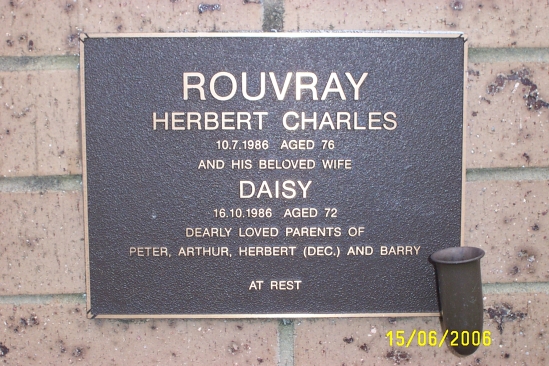 ROUVRAY
HERBERT CHARLES
10.7.1986 AGED 76
AND HIS BELOVED WIFE
DAISY
16.10.1986 AGED 72
DEARLY LOVED PARENTS OF
PETER, ARTHUR, HERBERT (DEC.) AND BARRY
AT REST
15/06/2006